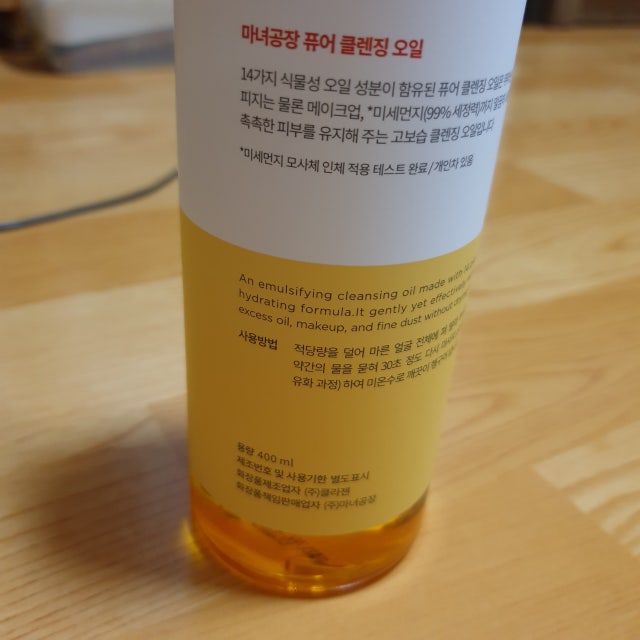 마녀공장 퓨어 클렌징 오일
14가지 식물성 오일 성분이 함유된 퓨어 클렌징 오일은
피지는 물론 메이크업, *미세먼지(99% 세정력)까지
촉촉한 피부를 유지해 주는 고보습 클렌징 오일입니다
*미세먼지 모사체 인체 적용 테스트 완료 / 개인차 있음
An emulsifying cleansing oil made with
hydrating formula.It gently yet effectively
excess oil, makeup, and fine dust without
사용방법 적당량을 덜어 마른 얼굴 전체에
약간의 물을 묻혀 30초 정도 다시
유화 과정) 하여 미온수로 깨끗이
용량 400 ml
제조번호 및 사용기한 별도표시
화장품제조업자 (주)클라젠
화장품책임판매업자 (주)마녀공장